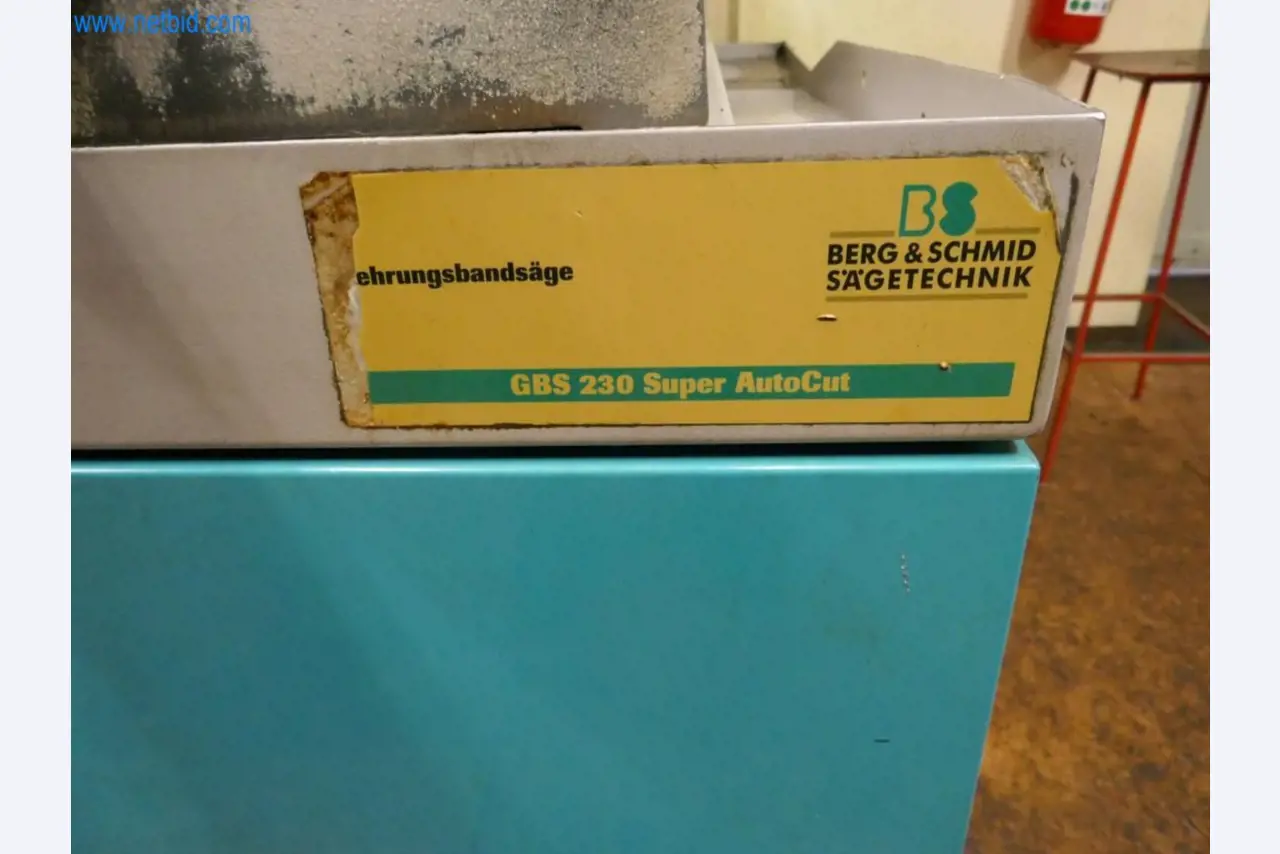 www.netbid.com
BS
BERG & SCHMID
SÄGETECHNIK
ehrungsbandsäge
GBS 230 Super AutoCut